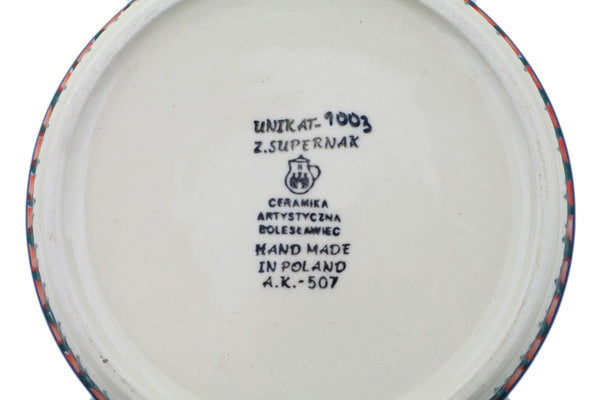 UNIKAT-1003
Z.SUPERNAK
B
CERAMIKA
ARTYSTYCZNA
BOLESŁAWIEC
HAND MADE
IN POLAND
A.K.-507